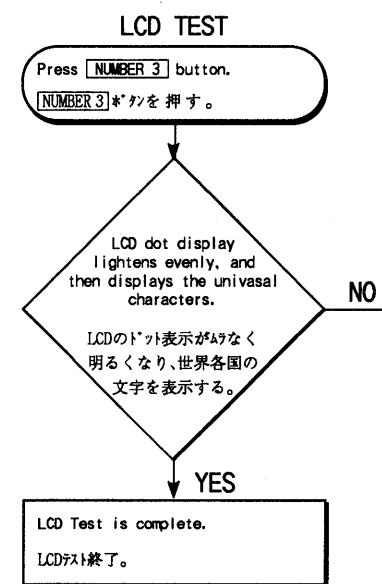 LCD TEST
Press NUMBER 3 button.
NUMBER 3 ﾎﾞﾀﾝを押す。
LCD dot display
lightens evenly, and
then displays the univasal
characters.
LCDのﾄﾞｯﾄ表示がﾑﾗなく
明るくなり、世界各国の
文字を表示する。
NO
YES
LCD Test is complete.
LCDﾃｽﾄ終了。